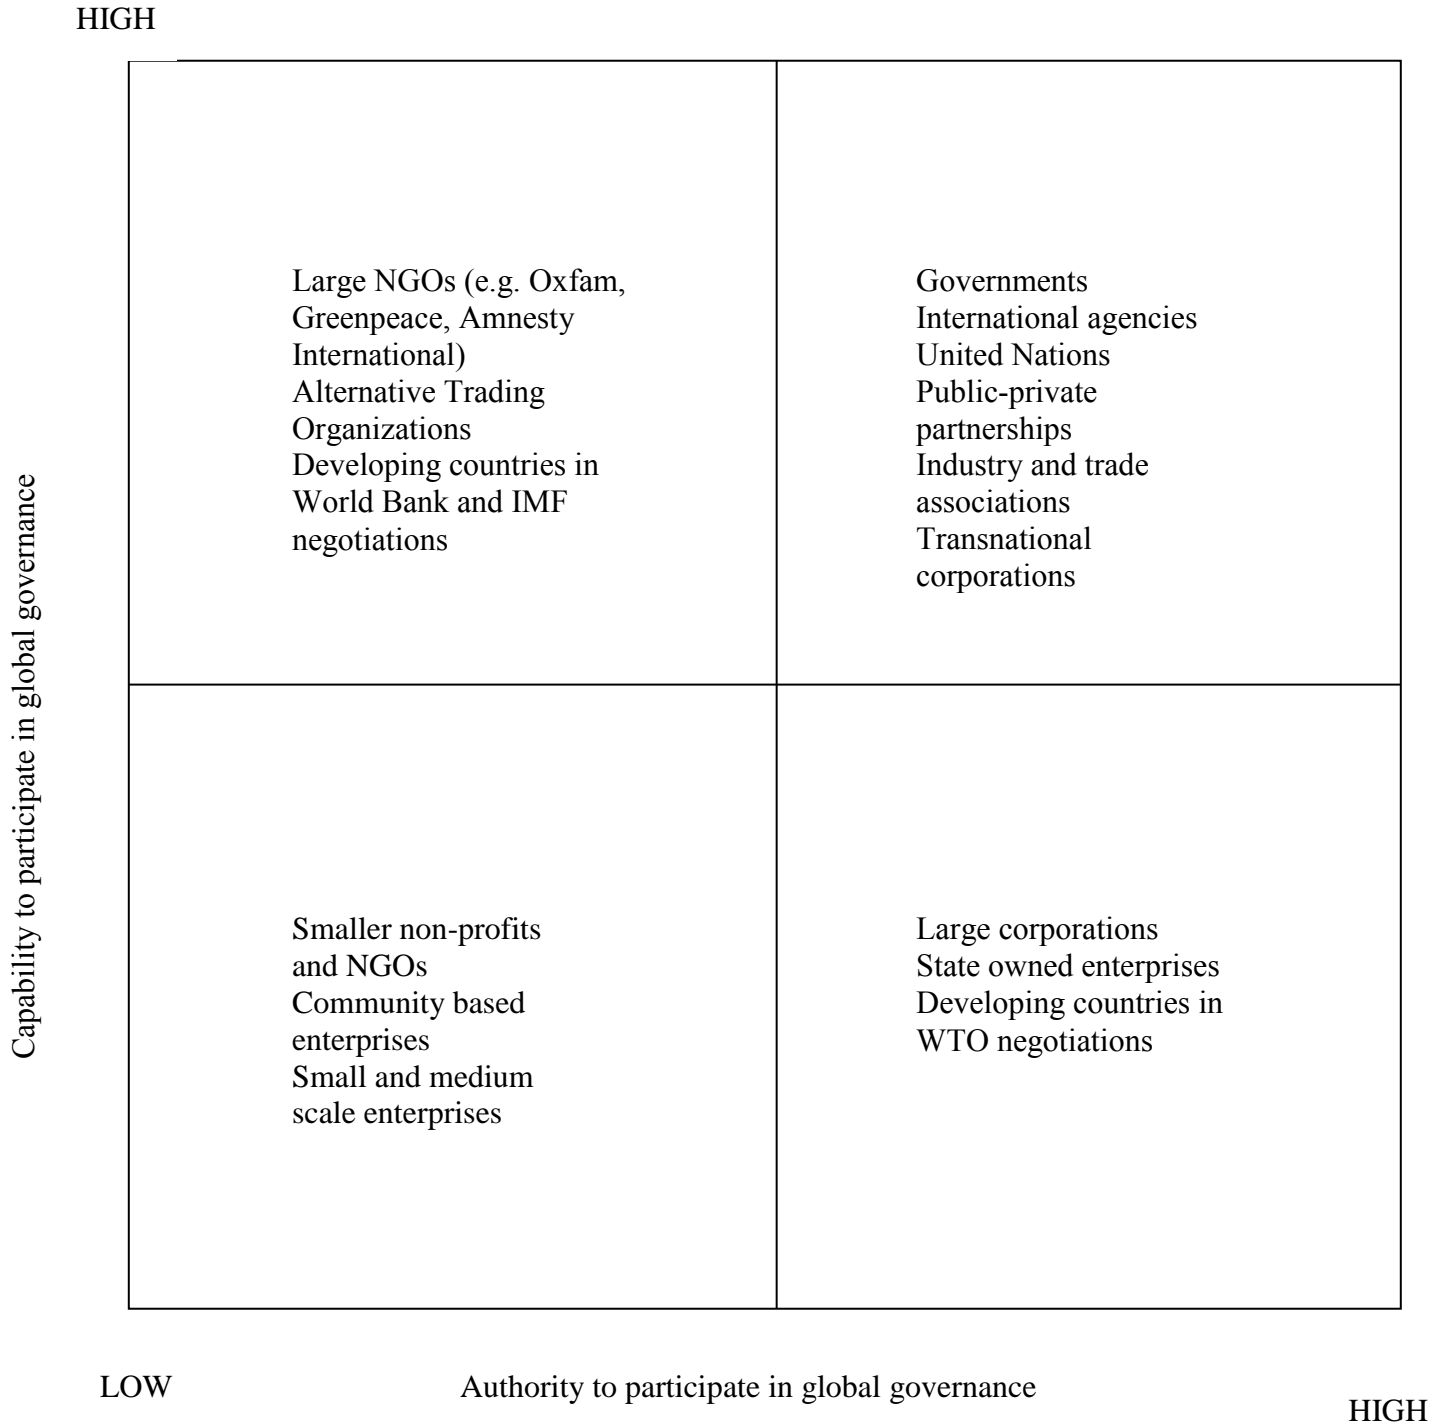 HIGH
Large NGOs (e.g. Oxfam,
Greenpeace, Amnesty
International)
Alternative Trading
Organizations
Developing countries in
World Bank and IMF
negotiations
Governments
International agencies
United Nations
Public-private
partnerships
Industry and trade
associations
Transnational
corporations
Capability to participate in global governance
Smaller non-profits
and NGOs
Community based
enterprises
Small and medium
scale enterprises
Large corporations
State owned enterprises
Developing countries in
WTO negotiations
LOW
Authority to participate in global governance
HIGH